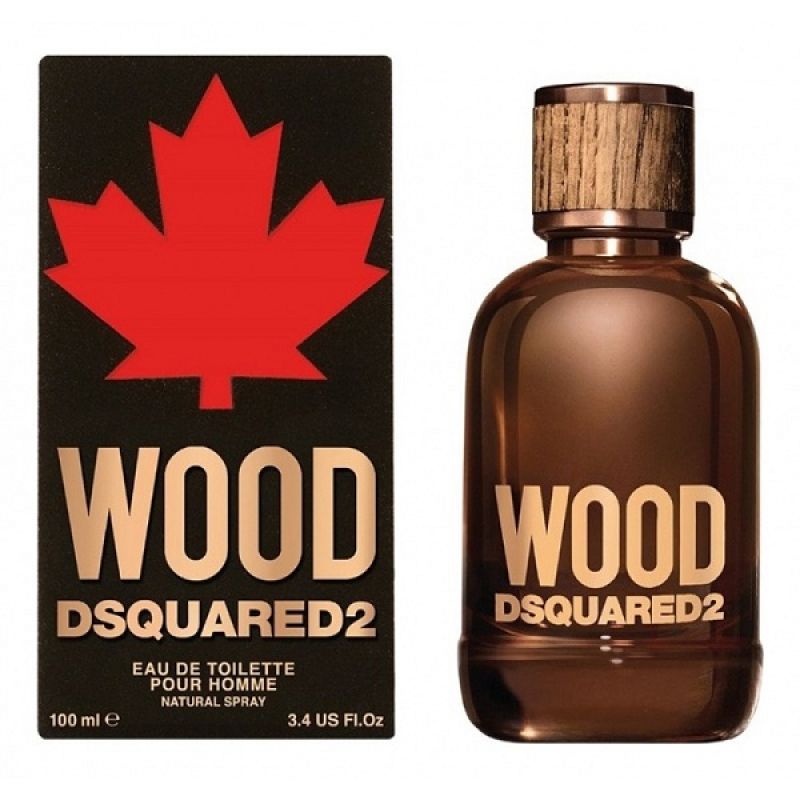 WOOD
DSQUARED2
EAU DE TOILETTE
POUR HOMME
NATURAL SPRAY
100 ml ℮ 3.4 US Fl.Oz
WOOD
DSQUARED2